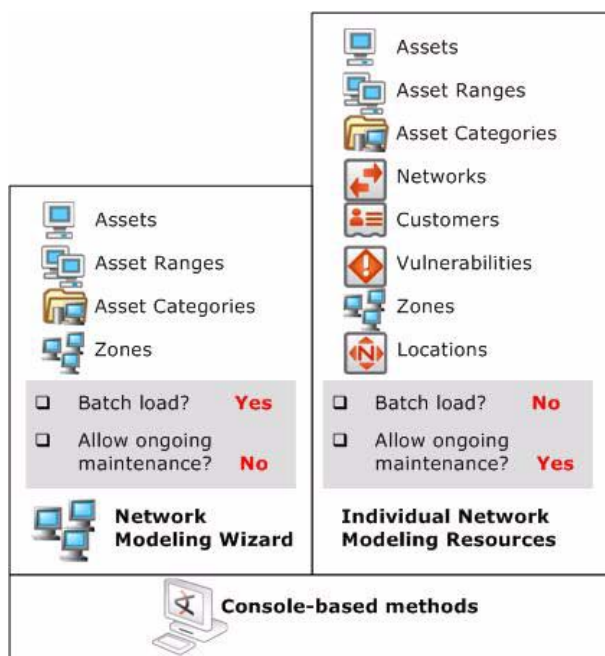 Assets
Asset Ranges
Asset Categories
Zones
Batch load? Yes
Allow ongoing
maintenance? No
Network
Modeling Wizard
Assets
Asset Ranges
Asset Categories
Networks
Customers
Vulnerabilities
Zones
Locations
Batch load? No
Allow ongoing
maintenance? Yes
Individual Network
Modeling Resources
Console-based methods